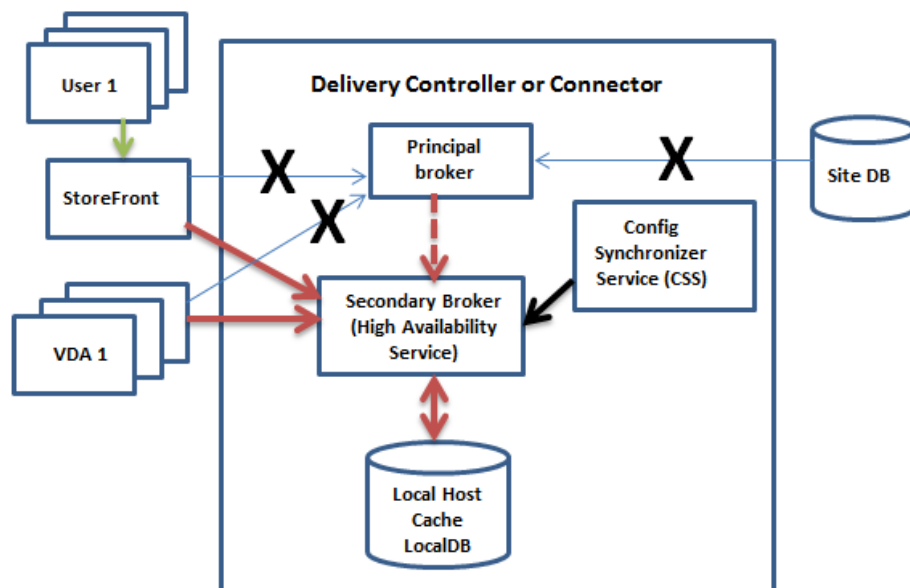 User 1
Delivery Controller or Connector
StoreFront
X
Principal
broker
X
Site DB
X
Config
Synchronizer
Service (CSS)
Secondary Broker
(High Availability
Service)
VDA 1
Local Host
Cache
LocalDB